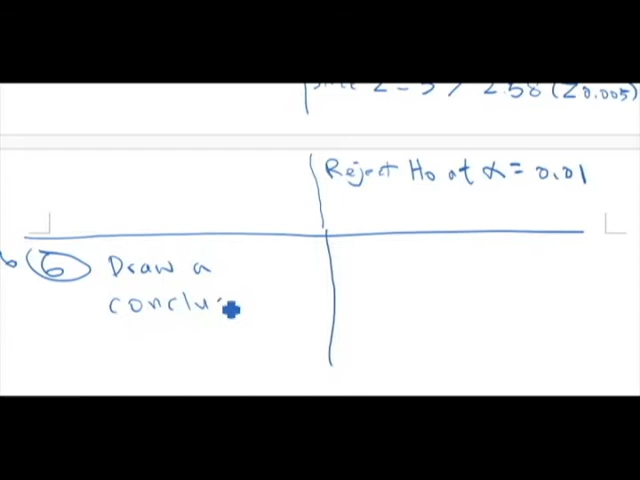 since Z = 5 > 2.58 (Z0.005)
Reject Ho at α = 0.01
6 Draw a
conclu